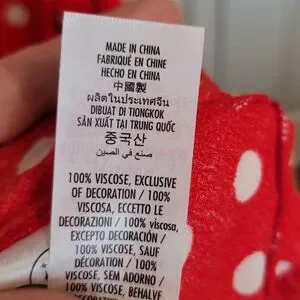 MADE IN CHINA
FABRIQUÉ EN CHINE
HECHO EN CHINA
中國製
ผลิตในประเทศจีน
DIBUAT DI TIONGKOK
SẢN XUẤT TẠI TRUNG QUỐC
중국산
صنع في الصين
100% VISCOSE, EXCLUSIVE
OF DECORATION / 100%
VISCOSA, ECCETTO LE
DECORAZIONI / 100% VISCOSA,
EXCEPTO DECORACIÓN /
100% VISCOSE, SAUF
DÉCORATION / 100%
VISCOSE, SEM ADORNO /
100% VISCOSE, BEHALVE